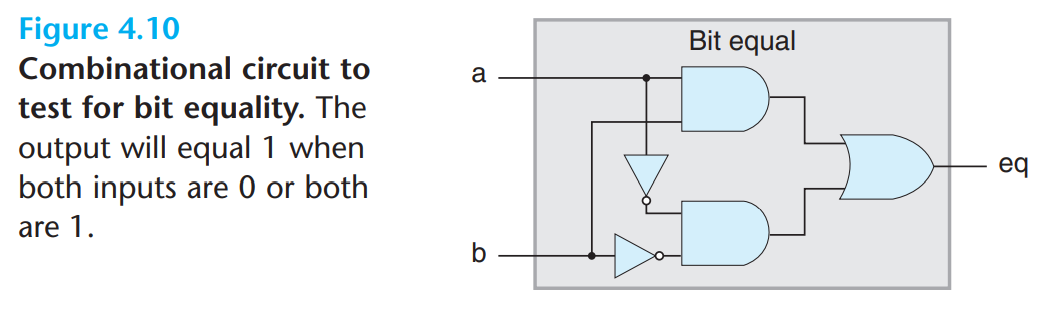 Figure 4.10
Combinational circuit to
test for bit equality. The
output will equal 1 when
both inputs are 0 or both
are 1.
Bit equal
a
eq
b